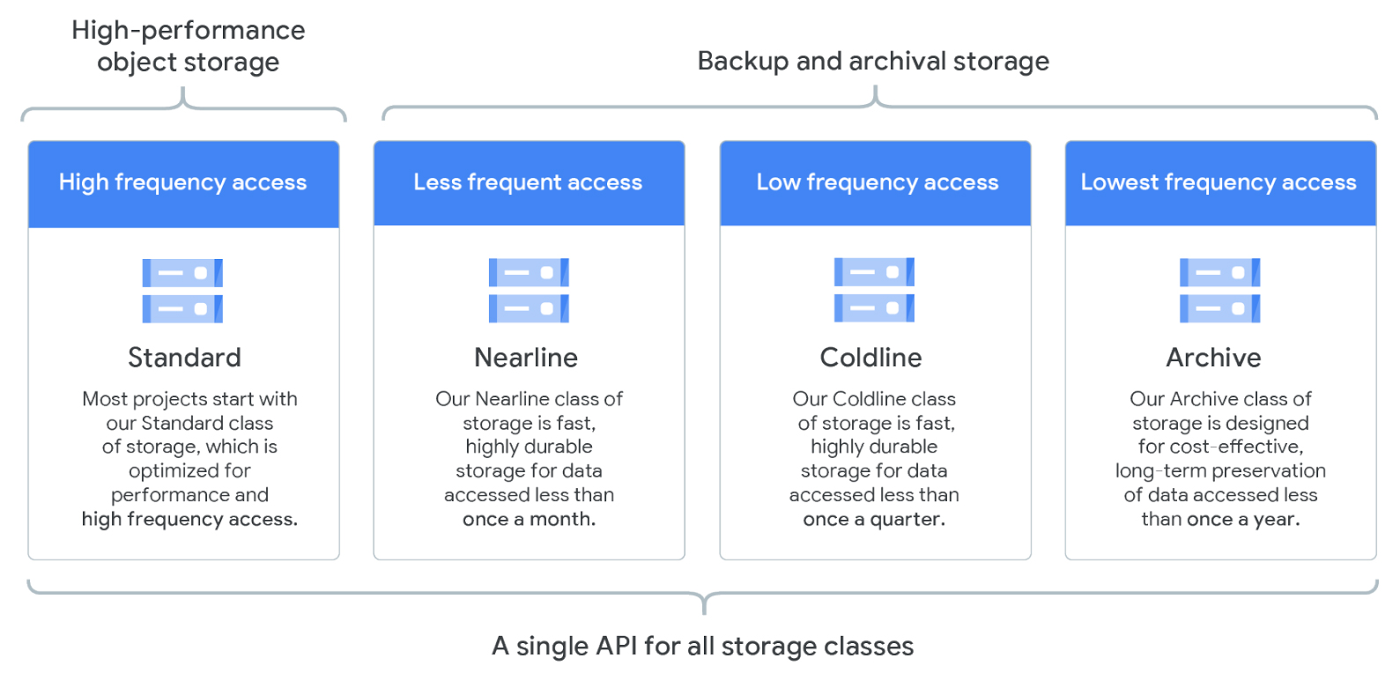 High-performance
object storage
Backup and archival storage
High frequency access
Standard
Most projects start with
our Standard class
of storage, which is
optimized for
performance and
high frequency access.
Less frequent access
Nearline
Our Nearline class of
storage is fast,
highly durable
storage for data
accessed less than
once a month.
Low frequency access
Coldline
Our Coldline class
of storage is fast,
highly durable
storage for data
accessed less than
once a quarter.
Lowest frequency access
Archive
Our Archive class of
storage is designed
for cost-effective,
long-term preservation
of data accessed less
than once a year.
A single API for all storage classes